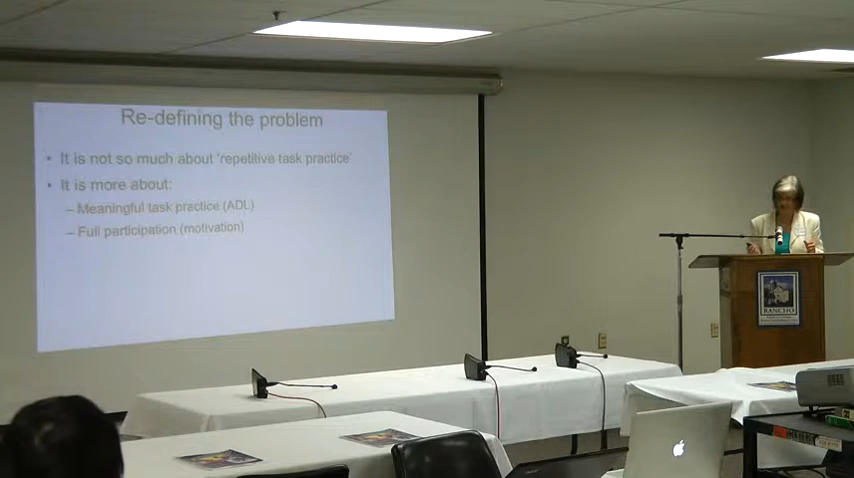 Re-defining the problem
• It is not so much about 'repetitive task practice'
• It is more about:
– Meaningful task practice (ADL)
– Full participation (motivation)
RANCHO